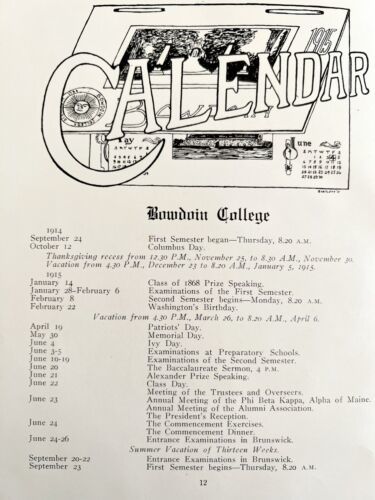 1915
CALENDAR
May
June
S M T W T F S
Bowdoin College
1914
September 24 First Semester began—Thursday, 8.20 A.M.
October 12 Columbus Day.
Thanksgiving recess from 12.30 P.M., November 25, to 8.30 A.M., November 30.
Vacation from 4.30 P.M., December 23 to 8.20 A.M., January 5, 1915.
1915
January 14 Class of 1868 Prize Speaking.
January 28-February 6 Examinations of the First Semester.
February 8 Second Semester begins—Monday, 8.20 A.M.
February 22 Washington's Birthday.
Vacation from 4.30 P.M., March 26, to 8.20 A.M., April 6.
April 19 Patriots' Day.
May 30 Memorial Day.
June 4 Ivy Day.
June 3-5 Examinations at Preparatory Schools.
June 10-19 Examinations of the Second Semester.
June 20 The Baccalaureate Sermon, 4 P.M.
June 21 Alexander Prize Speaking.
June 22 Class Day.
Meeting of the Trustees and Overseers.
June 23 Annual Meeting of the Phi Beta Kappa, Alpha of Maine.
Annual Meeting of the Alumni Association.
The President's Reception.
June 24 The Commencement Exercises.
The Commencement Dinner.
June 24-26 Entrance Examinations in Brunswick.
Summer Vacation of Thirteen Weeks.
September 20-22 Entrance Examinations in Brunswick.
September 23 First Semester begins—Thursday, 8.20 A.M.
12